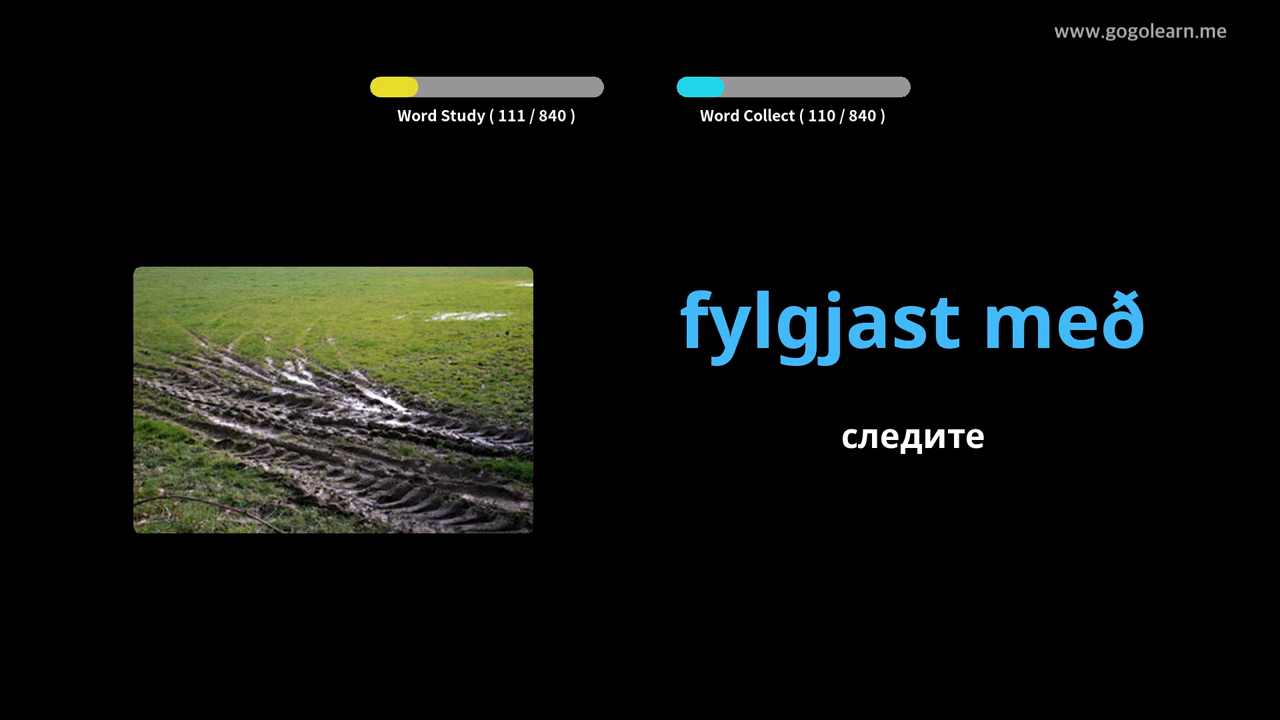 www.gogolearn.me
Word Study ( 111 / 840 )
Word Collect ( 110 / 840 )
fylgjast með
следите